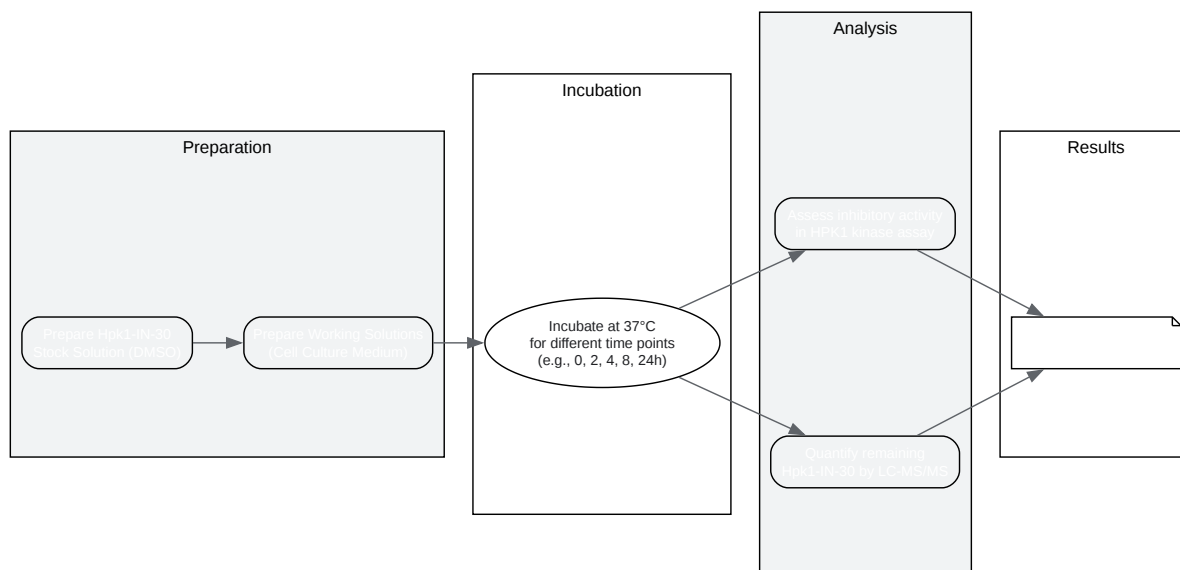 Preparation
Prepare Hpk1-IN-30
Stock Solution (DMSO)
Prepare Working Solutions
(Cell Culture Medium)
Incubation
Incubate at 37°C
for different time points
(e.g., 0, 2, 4, 8, 24h)
Analysis
Assess inhibitory activity
in HPK1 kinase assay
Quantify remaining
Hpk1-IN-30 by LC-MS/MS
Results